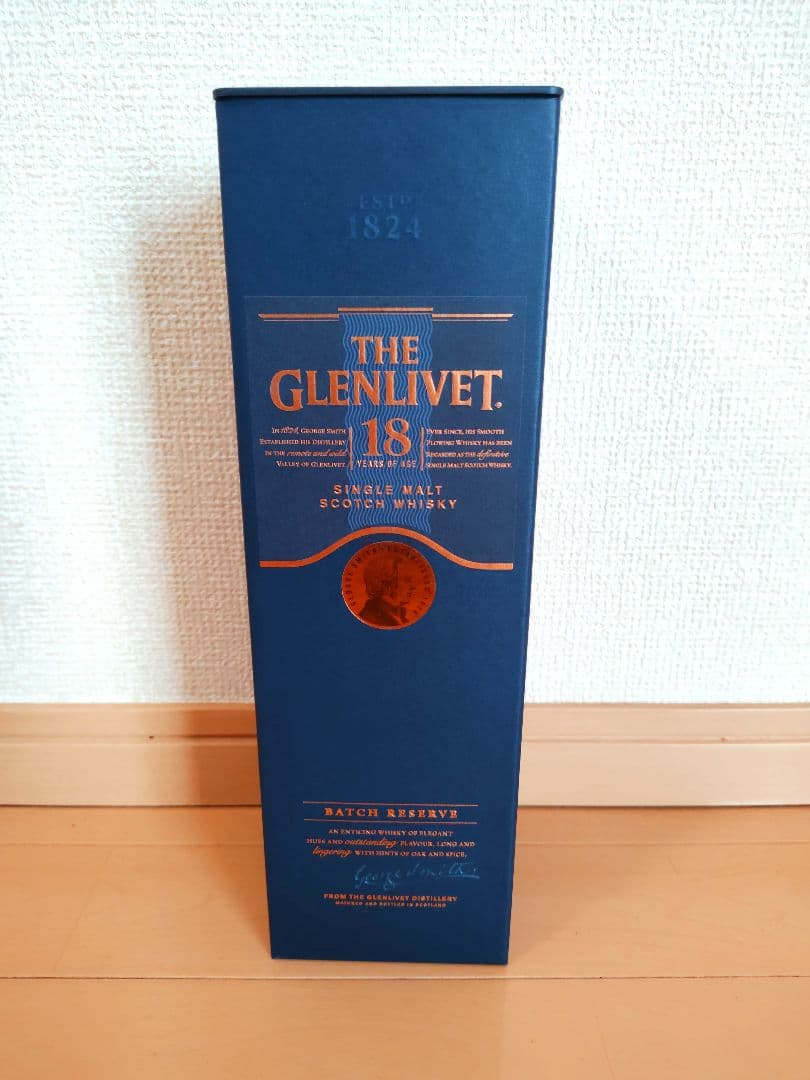 ESTD
1824
THE
GLENLIVET.
IN 1824, GEORGE SMITH
ESTABLISHED HIS DISTILLERY
IN THE remote and wild
VALLEY OF GLENLIVET.
18
YEARS OF AGE
EVER SINCE, HIS SMOOTH
FLOWING WHISKY HAS BEEN
REGARDED AS THE definitive
SINGLE MALT SCOTCH WHISKY.
SINGLE MALT
SCOTCH WHISKY
BATCH RESERVE
AN ENTICING WHISKY OF ELEGANT
HUES AND outstanding FLAVOUR, LONG AND
lingering WITH HINTS OF OAK AND SPICE.
George Smith
FROM THE GLENLIVET DISTILLERY
MATURED AND BOTTLED IN SCOTLAND